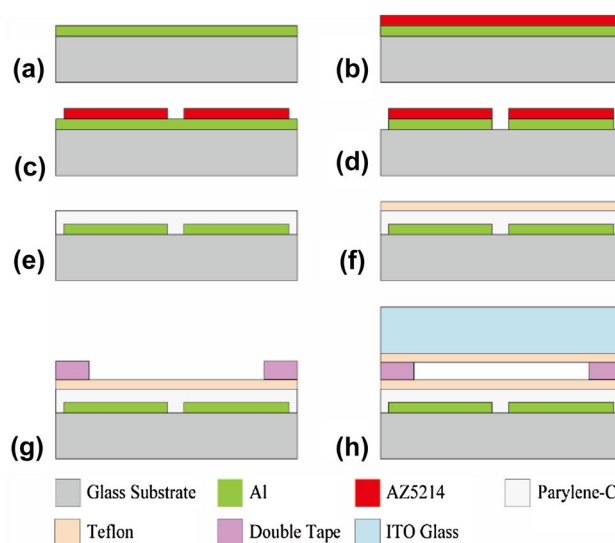 (a)
(b)
(c)
(d)
(e)
(f)
(g)
(h)
Glass Substrate
Al
AZ5214
Parylene-C
Teflon
Double Tape
ITO Glass